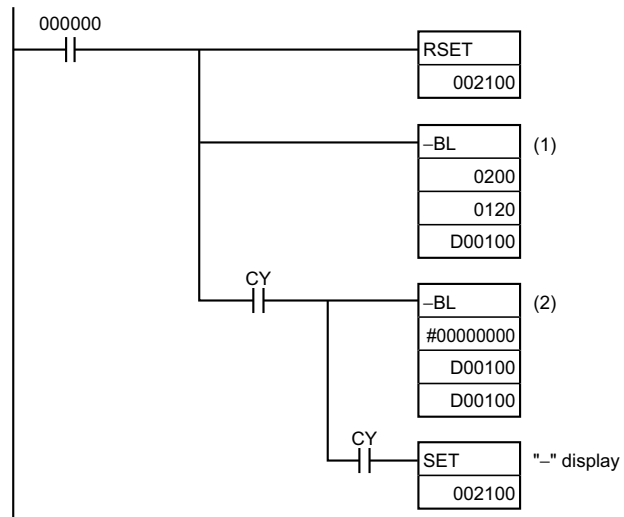 000000
RSET
002100
–BL (1)
0200
0120
D00100
CY
–BL (2)
#00000000
D00100
D00100
CY
SET "–" display
002100